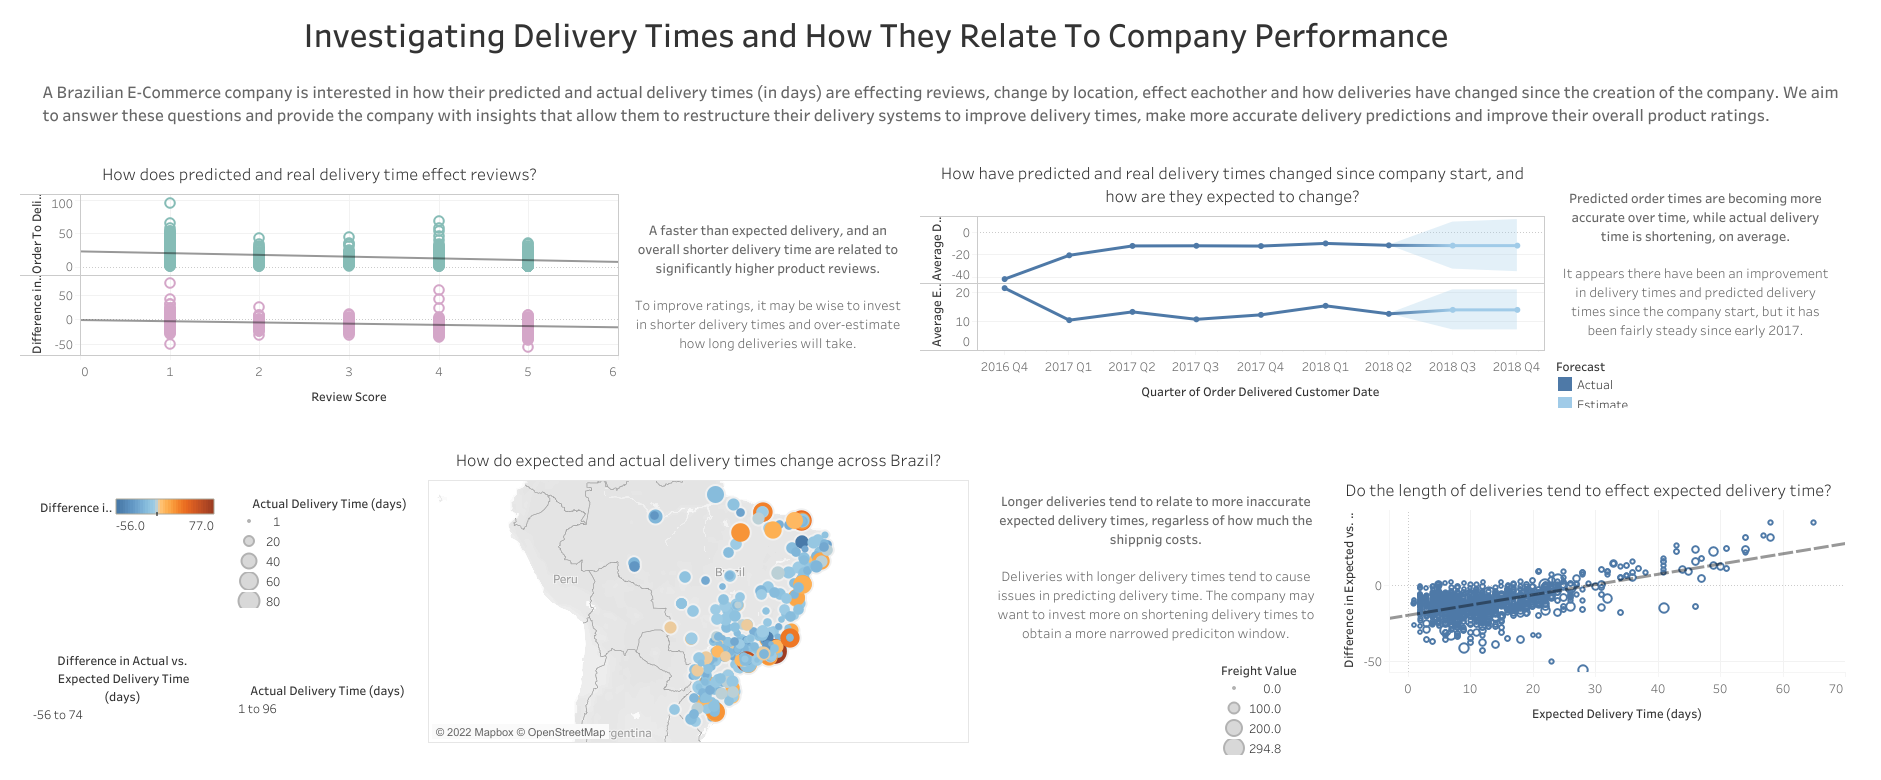 Investigating Delivery Times and How They Relate To Company Performance
A Brazilian E-Commerce company is interested in how their predicted and actual delivery times (in days) are effecting reviews, change by location, effect eachother and how deliveries have changed since the creation of the company. We aim
to answer these questions and provide the company with insights that allow them to restructure their delivery systems to improve delivery times, make more accurate delivery predictions and improve their overall product ratings.
How does predicted and real delivery time effect reviews?
Order To Deli..
100
50
0
Difference in..
50
0
-50
0 1 2 3 4 5 6
Review Score
A faster than expected delivery, and an
overall shorter delivery time are related to
significantly higher product reviews.
To improve ratings, it may be wise to invest
in shorter delivery times and over-estimate
how long deliveries will take.
How have predicted and real delivery times changed since company start, and
how are they expected to change?
Average D..
0
-20
-40
Average E..
20
10
0
2016 Q4 2017 Q1 2017 Q2 2017 Q3 2017 Q4 2018 Q1 2018 Q2 2018 Q3 2018 Q4
Quarter of Order Delivered Customer Date
Predicted order times are becoming more
accurate over time, while actual delivery
time is shortening, on average.
It appears there have been an improvement
in delivery times and predicted delivery
times since the company start, but it has
been fairly steady since early 2017.
Forecast
Actual
Estimate
Difference i..
-56.0 77.0
Actual Delivery Time (days)
1
20
40
60
80
Difference in Actual vs.
Expected Delivery Time
(days)
-56 to 74
Actual Delivery Time (days)
1 to 96
How do expected and actual delivery times change across Brazil?
Peru
© 2022 Mapbox © OpenStreetMap
rgentina
Longer deliveries tend to relate to more inaccurate
expected delivery times, regarless of how much the
shippnig costs.
Deliveries with longer delivery times tend to cause
issues in predicting delivery time. The company may
want to invest more on shortening delivery times to
obtain a more narrowed prediciton window.
Freight Value
0.0
100.0
200.0
294.8
Do the length of deliveries tend to effect expected delivery time?
Difference in Expected vs. ..
0
-50
0 10 20 30 40 50 60 70
Expected Delivery Time (days)